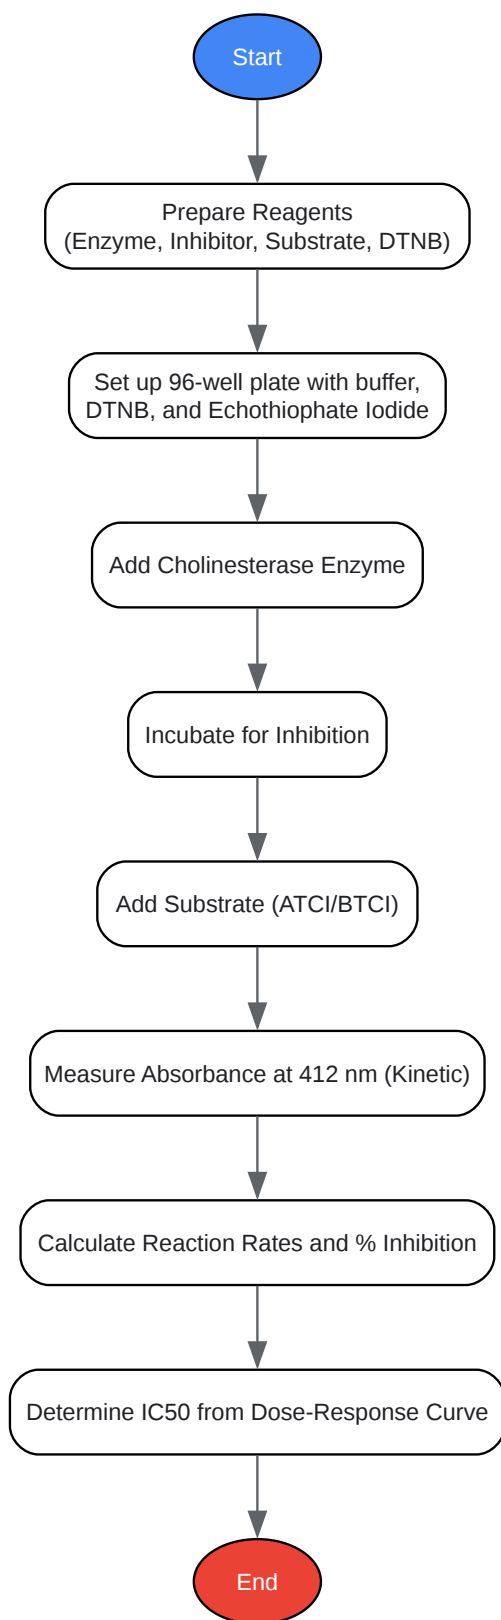 Start
Prepare Reagents
(Enzyme, Inhibitor, Substrate, DTNB)
Set up 96-well plate with buffer,
DTNB, and Echothiophate Iodide
Add Cholinesterase Enzyme
Incubate for Inhibition
Add Substrate (ATCI/BTCI)
Measure Absorbance at 412 nm (Kinetic)
Calculate Reaction Rates and % Inhibition
Determine IC50 from Dose-Response Curve
End